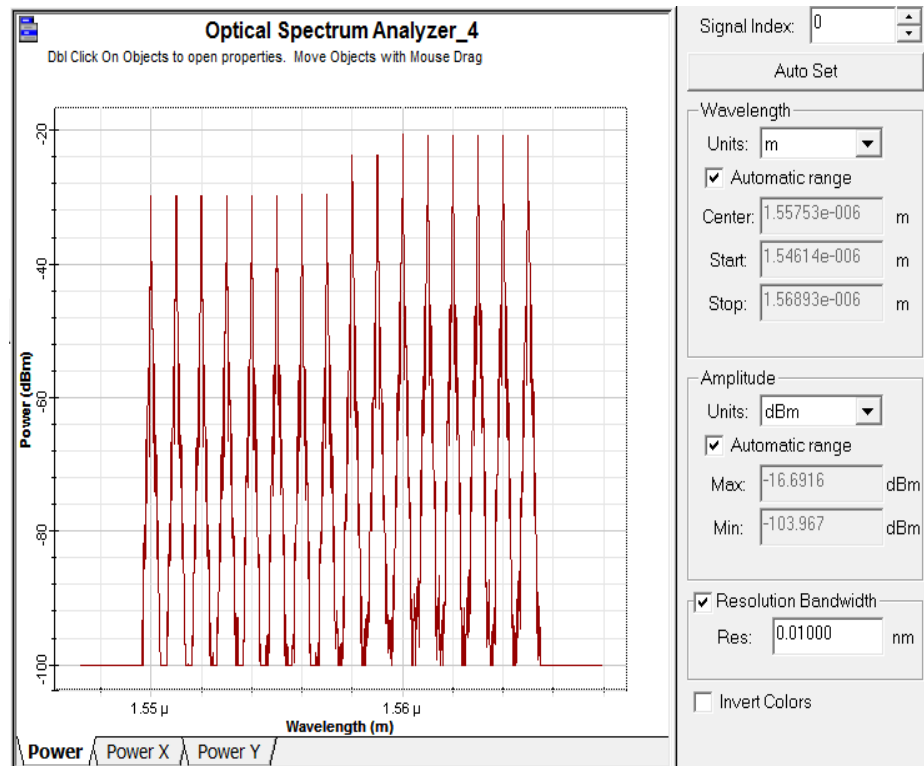 Optical Spectrum Analyzer_4
Dbl Click On Objects to open properties. Move Objects with Mouse Drag
Power (dBm)
-20
-40
-60
-80
-100
1.55 µ
1.56 µ
Wavelength (m)
Power
Power X
Power Y
Signal Index: 0
Auto Set
Wavelength
Units: m
Automatic range
Center: 1.55753e-006 m
Start: 1.54614e-006 m
Stop: 1.56893e-006 m
Amplitude
Units: dBm
Automatic range
Max: -16.6916 dBm
Min: -103.967 dBm
Resolution Bandwidth
Res: 0.01000 nm
Invert Colors